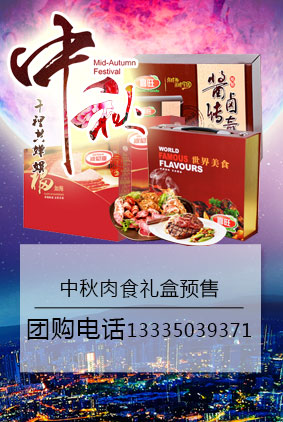 中秋
Mid-Autumn
Festival
千里共婵娟
福
WORLD
FAMOUS 世界美食
FLAVOURS
酱卤传奇
中秋肉食礼盒预售
团购电话13335039371